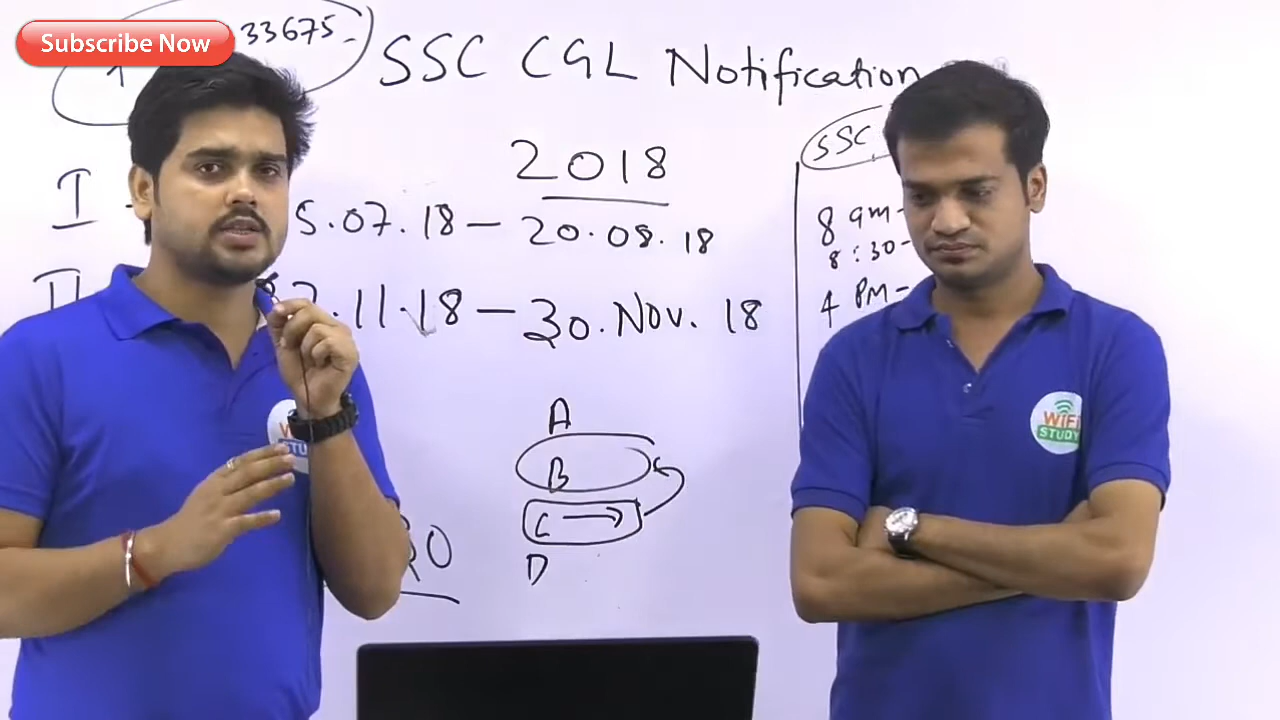 Subscribe Now
33675
SSC CGL Notification
2018
SSC
I
5.07.18 - 20.08.18
8 am-
8:30-
II
.11.18 - 30. Nov. 18
4 PM-
A
B
C
D
WiFi
STUDY